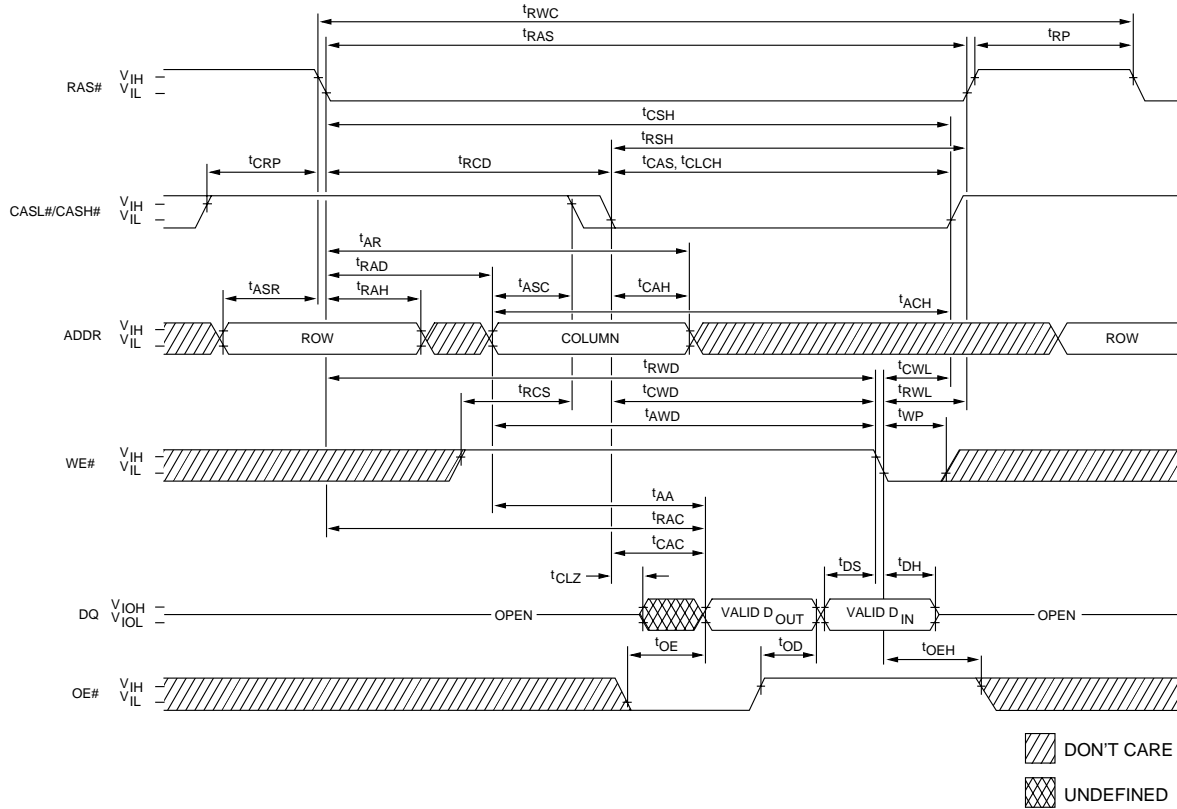 tRWC
tRAS
tRP
RAS#
VIH
VIL
tCSH
tRSH
tCRP
tRCD
tCAS, tCLCH
CASL#/CASH#
VIH
VIL
tAR
tRAD
tASC
tCAH
tASR
tRAH
tACH
ADDR
VIH
VIL
ROW
COLUMN
ROW
tRWD
tCWL
tRCS
tCWD
tRWL
tAWD
tWP
WE#
VIH
VIL
tAA
tRAC
tCAC
tCLZ
tDS
tDH
DQ
VIOH
VIOL
OPEN
VALID DOUT
VALID DIN
OPEN
tOE
tOD
tOEH
OE#
VIH
VIL
DON'T CARE
UNDEFINED